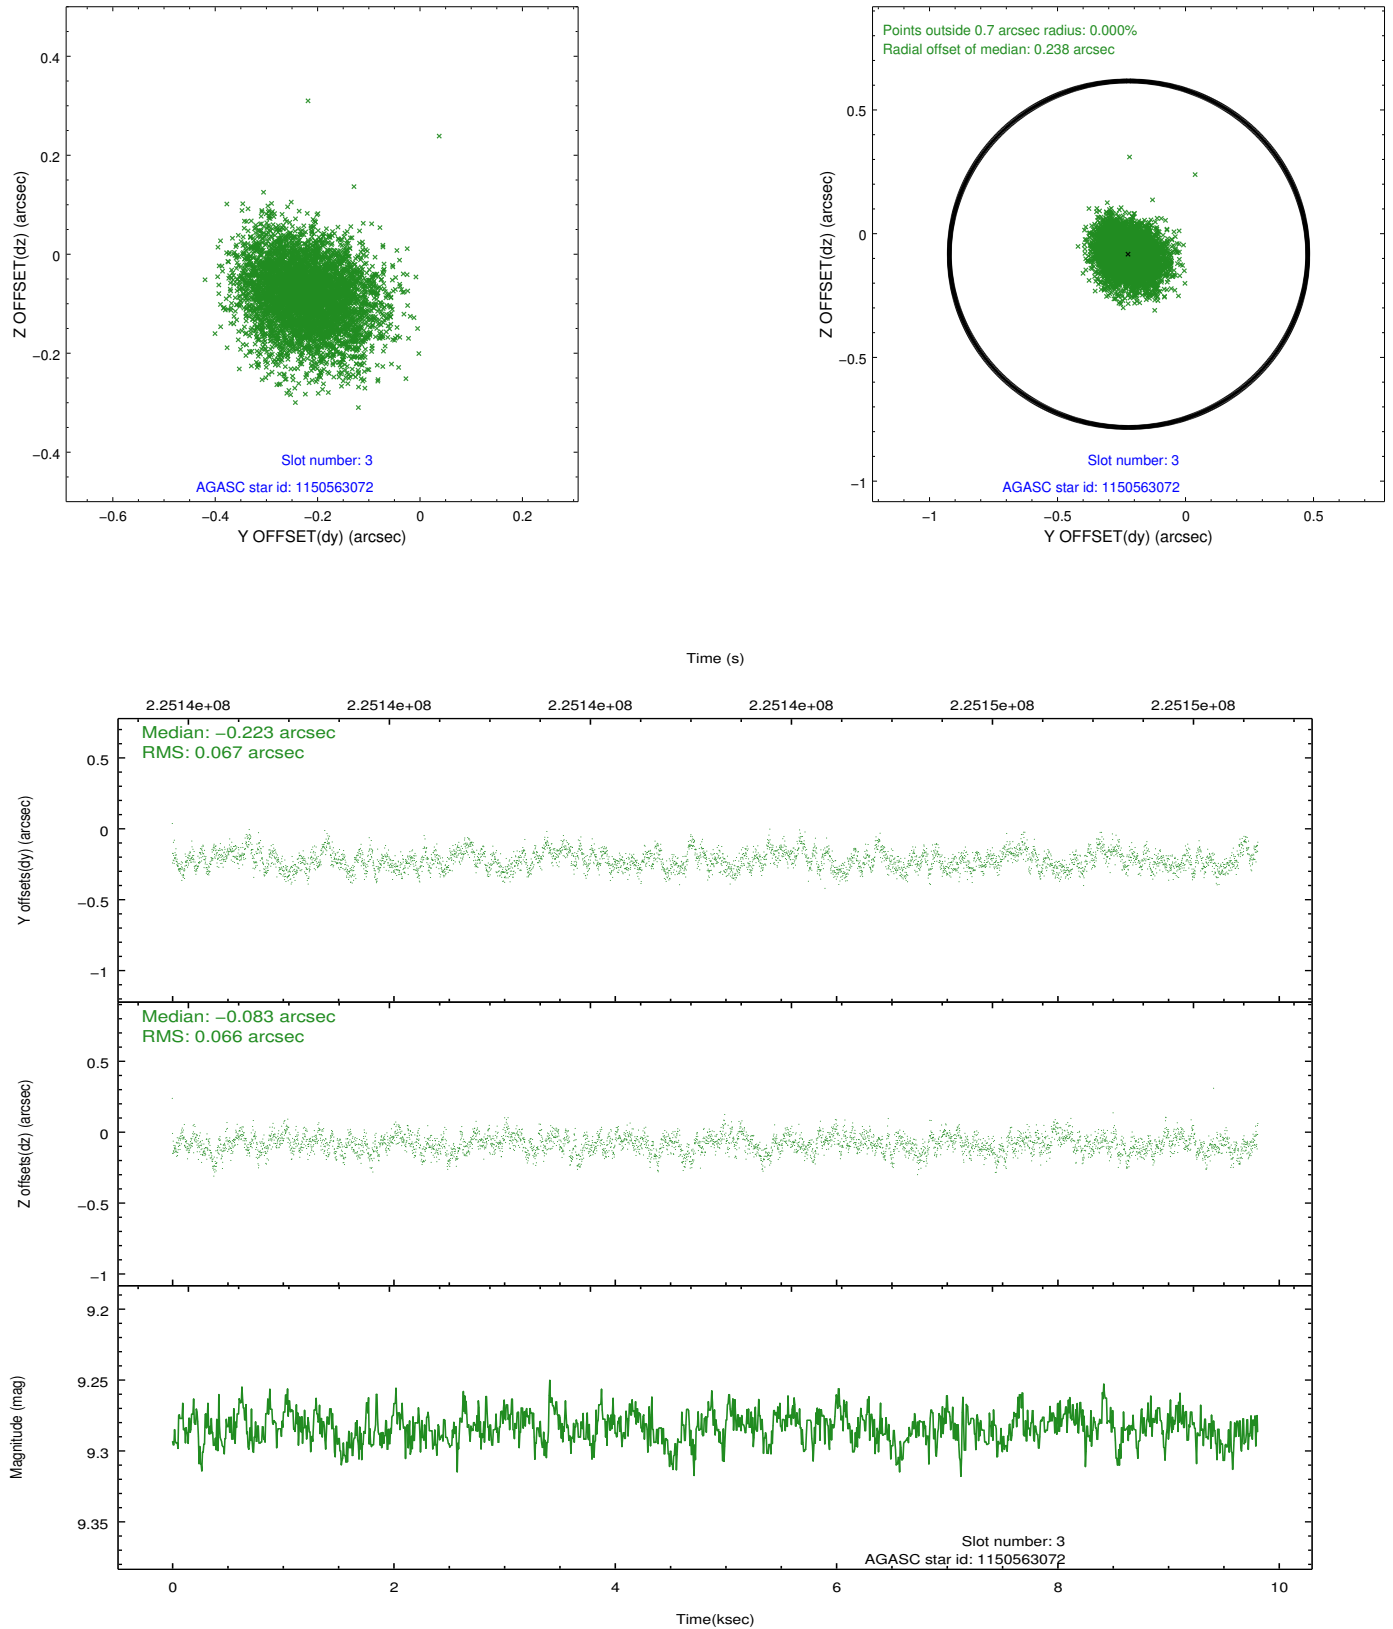 0.4
0.2
0
−0.2
−0.4
Z OFFSET(dz) (arcsec)
Slot number: 3
AGASC star id: 1150563072
−0.6 −0.4 −0.2 0 0.2
Y OFFSET(dy) (arcsec)
Points outside 0.7 arcsec radius: 0.000%
Radial offset of median: 0.238 arcsec
0.5
0
−0.5
−1
Z OFFSET(dz) (arcsec)
Slot number: 3
AGASC star id: 1150563072
−1 −0.5 0 0.5
Y OFFSET(dy) (arcsec)
Time (s)
2.2514e+08 2.2514e+08 2.2514e+08 2.2514e+08 2.2515e+08 2.2515e+08
Median: −0.223 arcsec
RMS: 0.067 arcsec
0.5
0
−0.5
−1
Y offsets(dy) (arcsec)
Median: −0.083 arcsec
RMS: 0.066 arcsec
0.5
0
−0.5
−1
Z offsets(dz) (arcsec)
9.2
9.25
9.3
9.35
Magnitude (mag)
Slot number: 3
AGASC star id: 1150563072
0 2 4 6 8 10
Time(ksec)